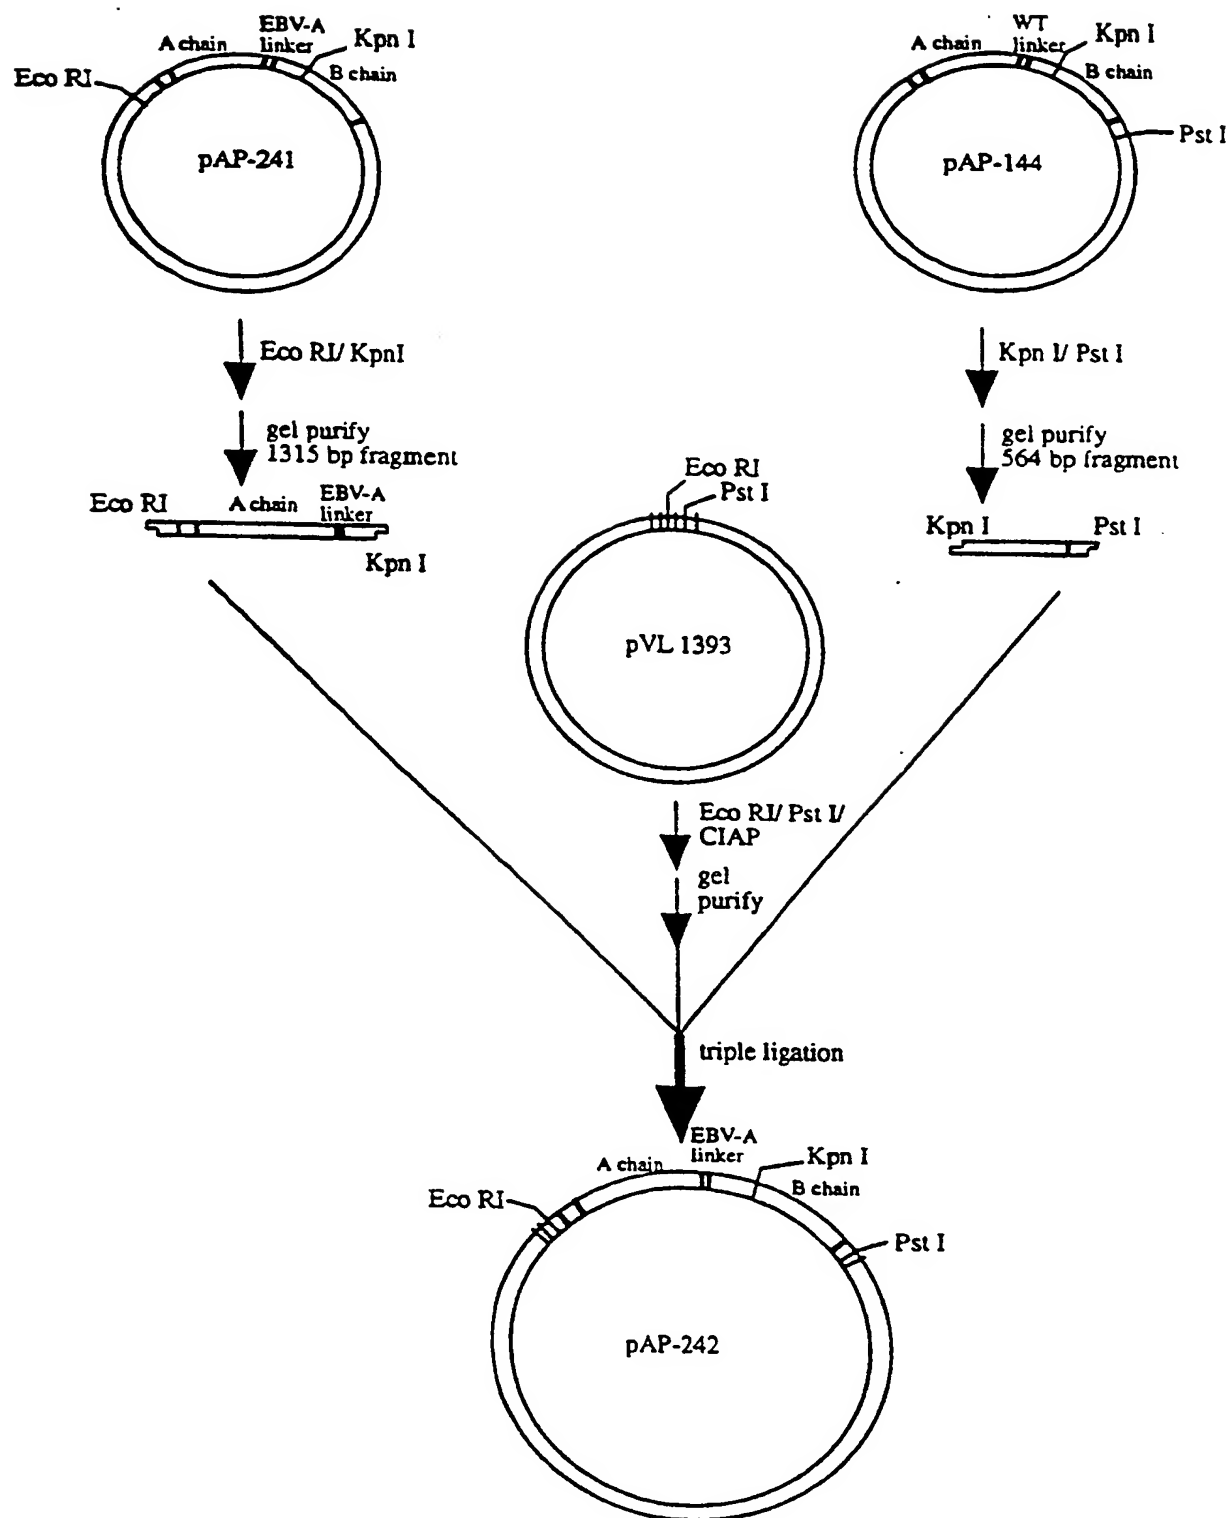 A chain
EBV-A
linker
Kpn I
B chain
Eco RI
pAP-241
A chain
WT
linker
Kpn I
B chain
Pst I
pAP-144
Eco RI/ KpnI
gel purify
1315 bp fragment
Kpn I/ Pst I
gel purify
564 bp fragment
Eco RI
A chain
EBV-A
linker
Kpn I
Eco RI
Pst I
pVL 1393
Kpn I
Pst I
Eco RI/ Pst I/
CIAP
gel
purify
triple ligation
EBV-A
linker
A chain
Kpn I
B chain
Eco RI
Pst I
pAP-242